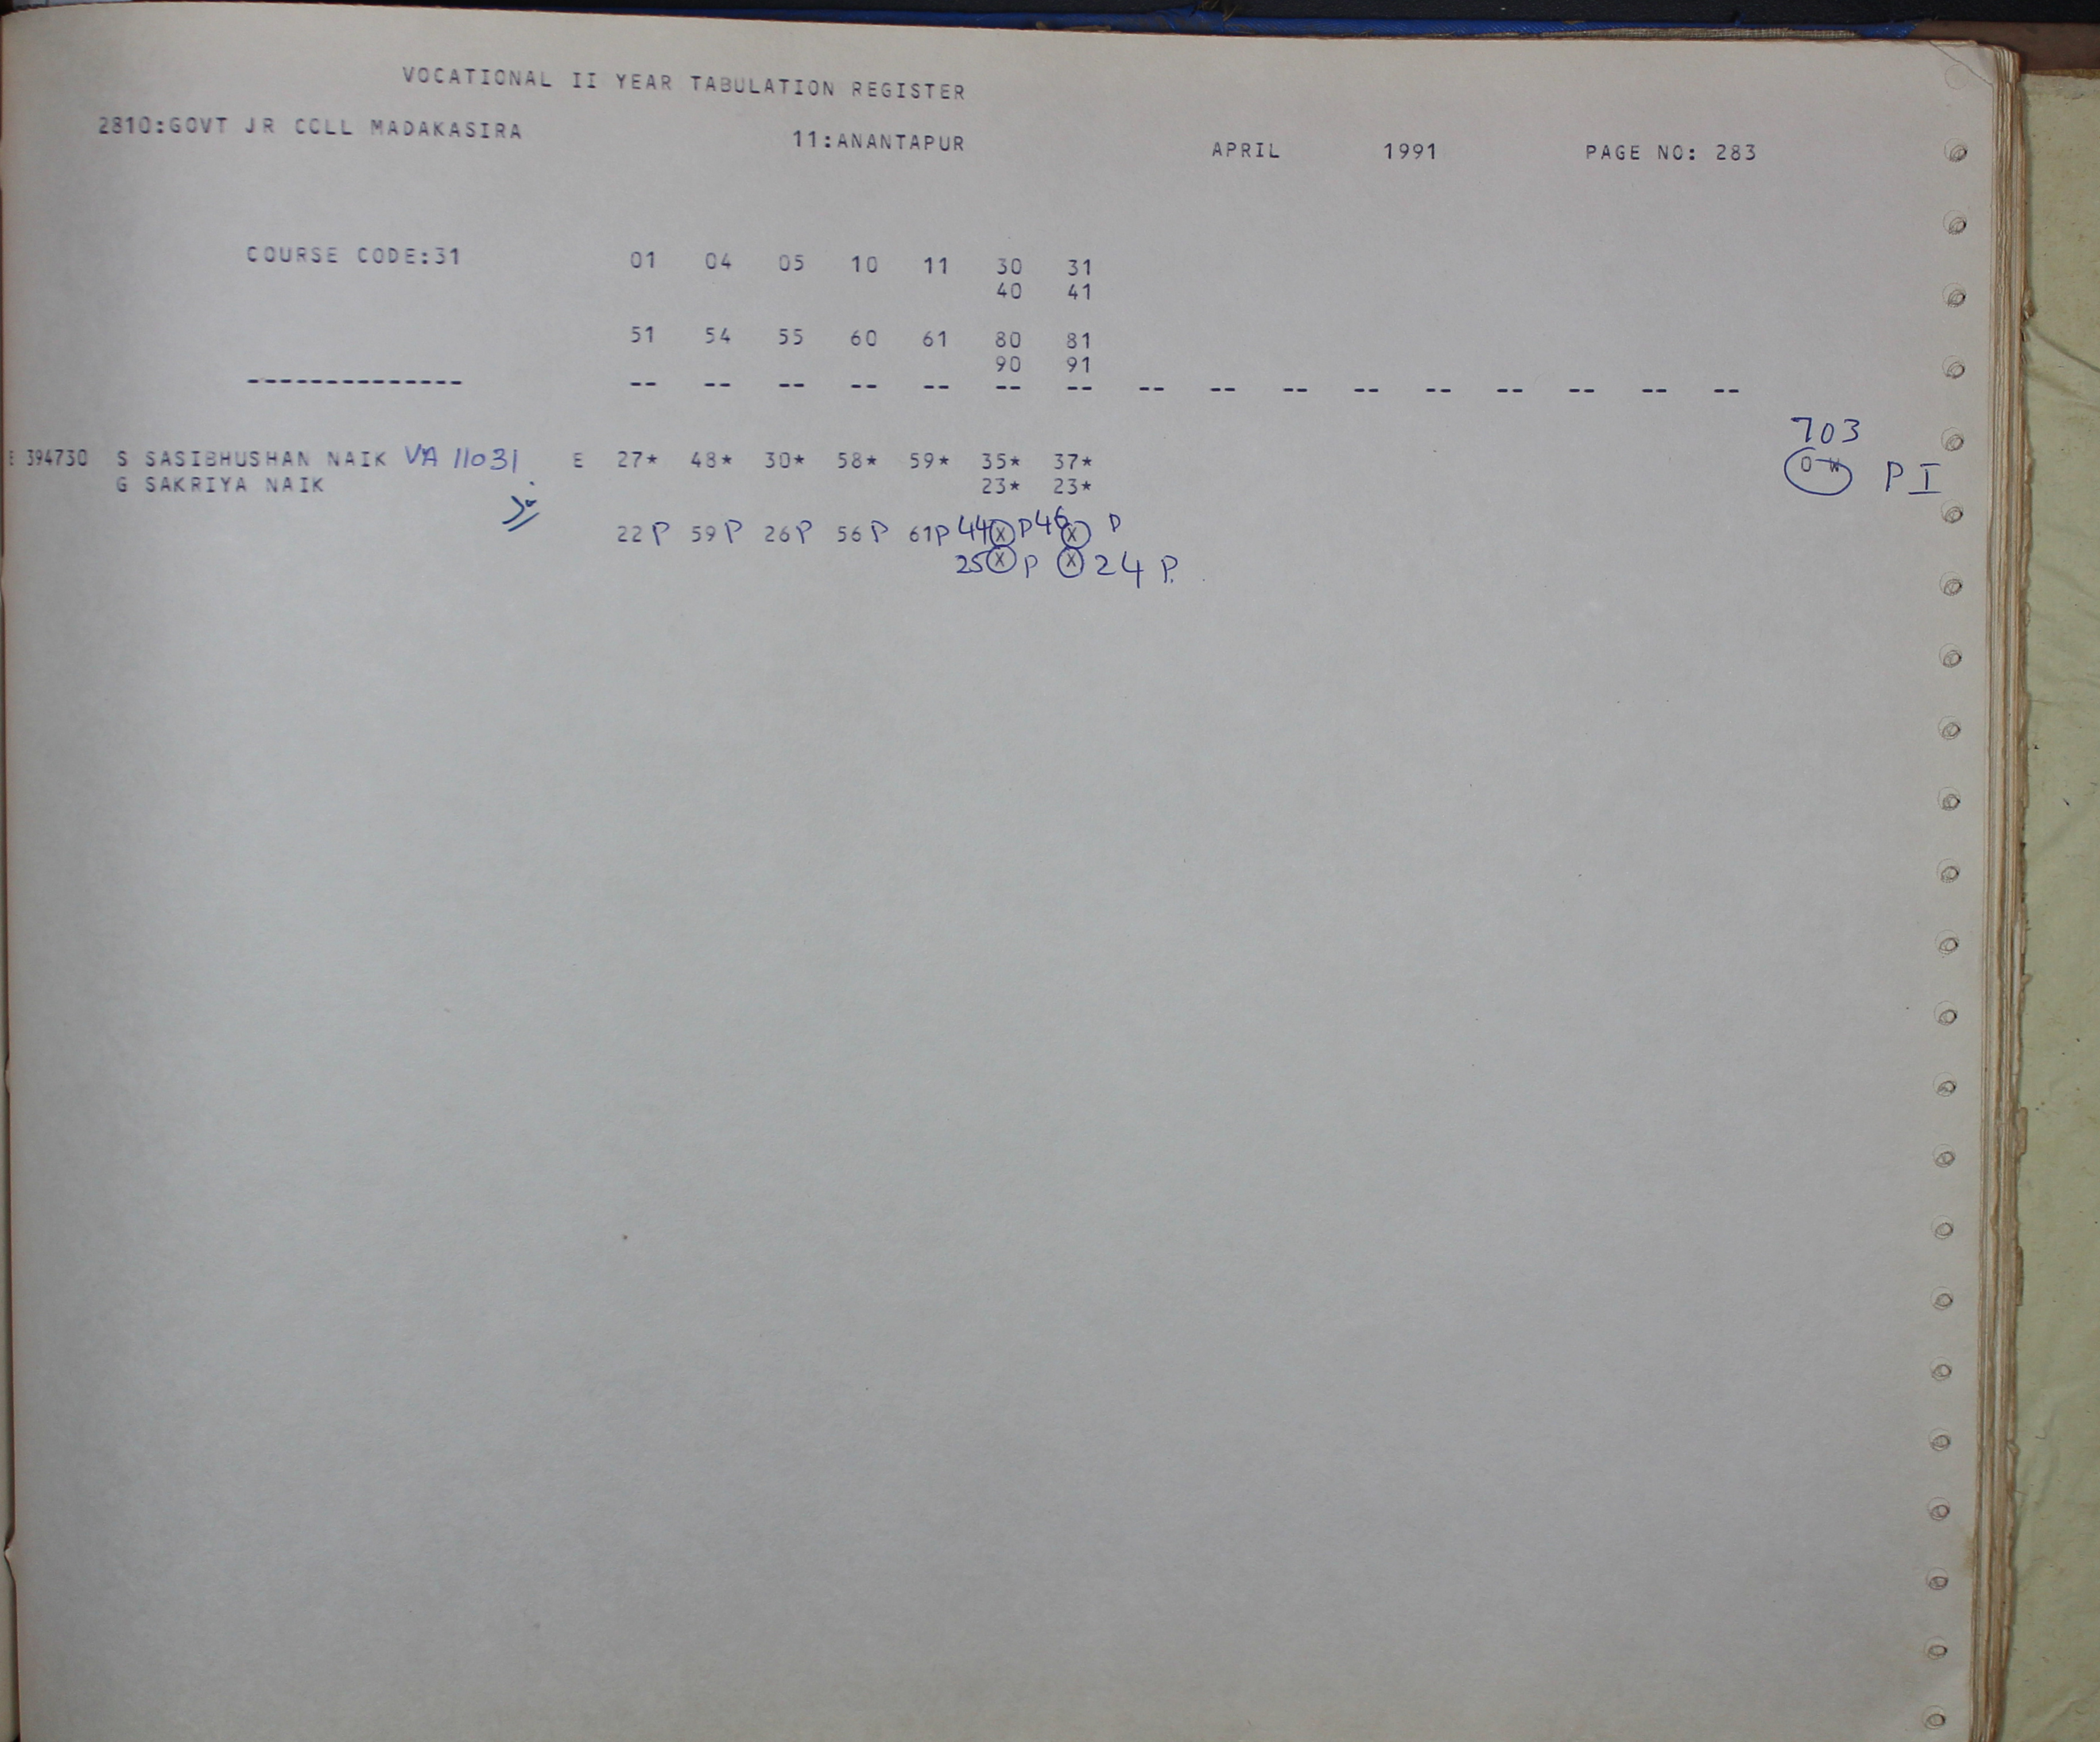 VOCATIONAL II YEAR TABULATION REGISTER
2810:GOVT JR CCLL MADAKASIRA 11:ANANTAPUR APRIL 1991 PAGE NO: 283
COURSE CODE:31 01 04 05 10 11 30 31
40 41
51 54 55 60 61 80 81
90 91
-------------- -- -- -- -- -- -- -- -- -- -- -- -- -- -- -- --
703
E 394730 S SASIBHUSHAN NAIK VA 11031 E 27* 48* 30* 58* 59* 35* 37* PI
G SAKRIYA NAIK 23* 23*
22 P 59 P 26 P 56 P 61 P 44 X P 46 X P
25 X P X 24 P.